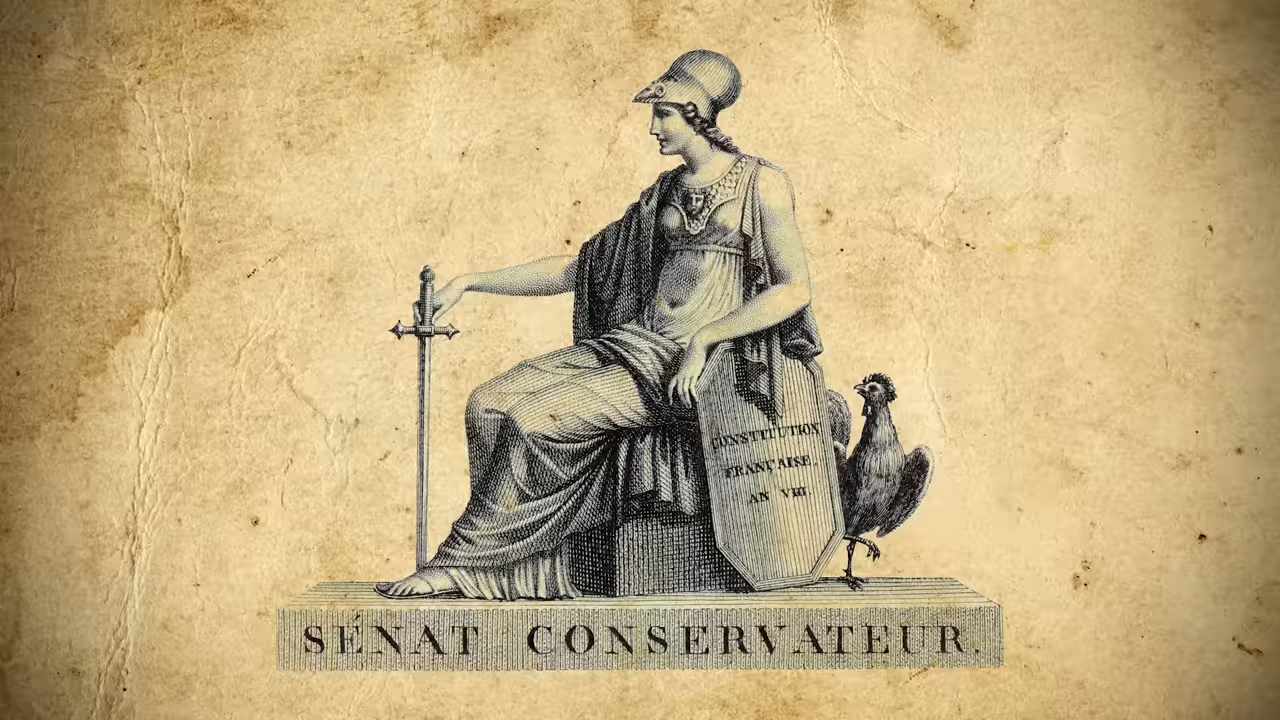 CONSTITUTION
FRANÇAISE.
AN VIII
SÉNAT CONSERVATEUR.